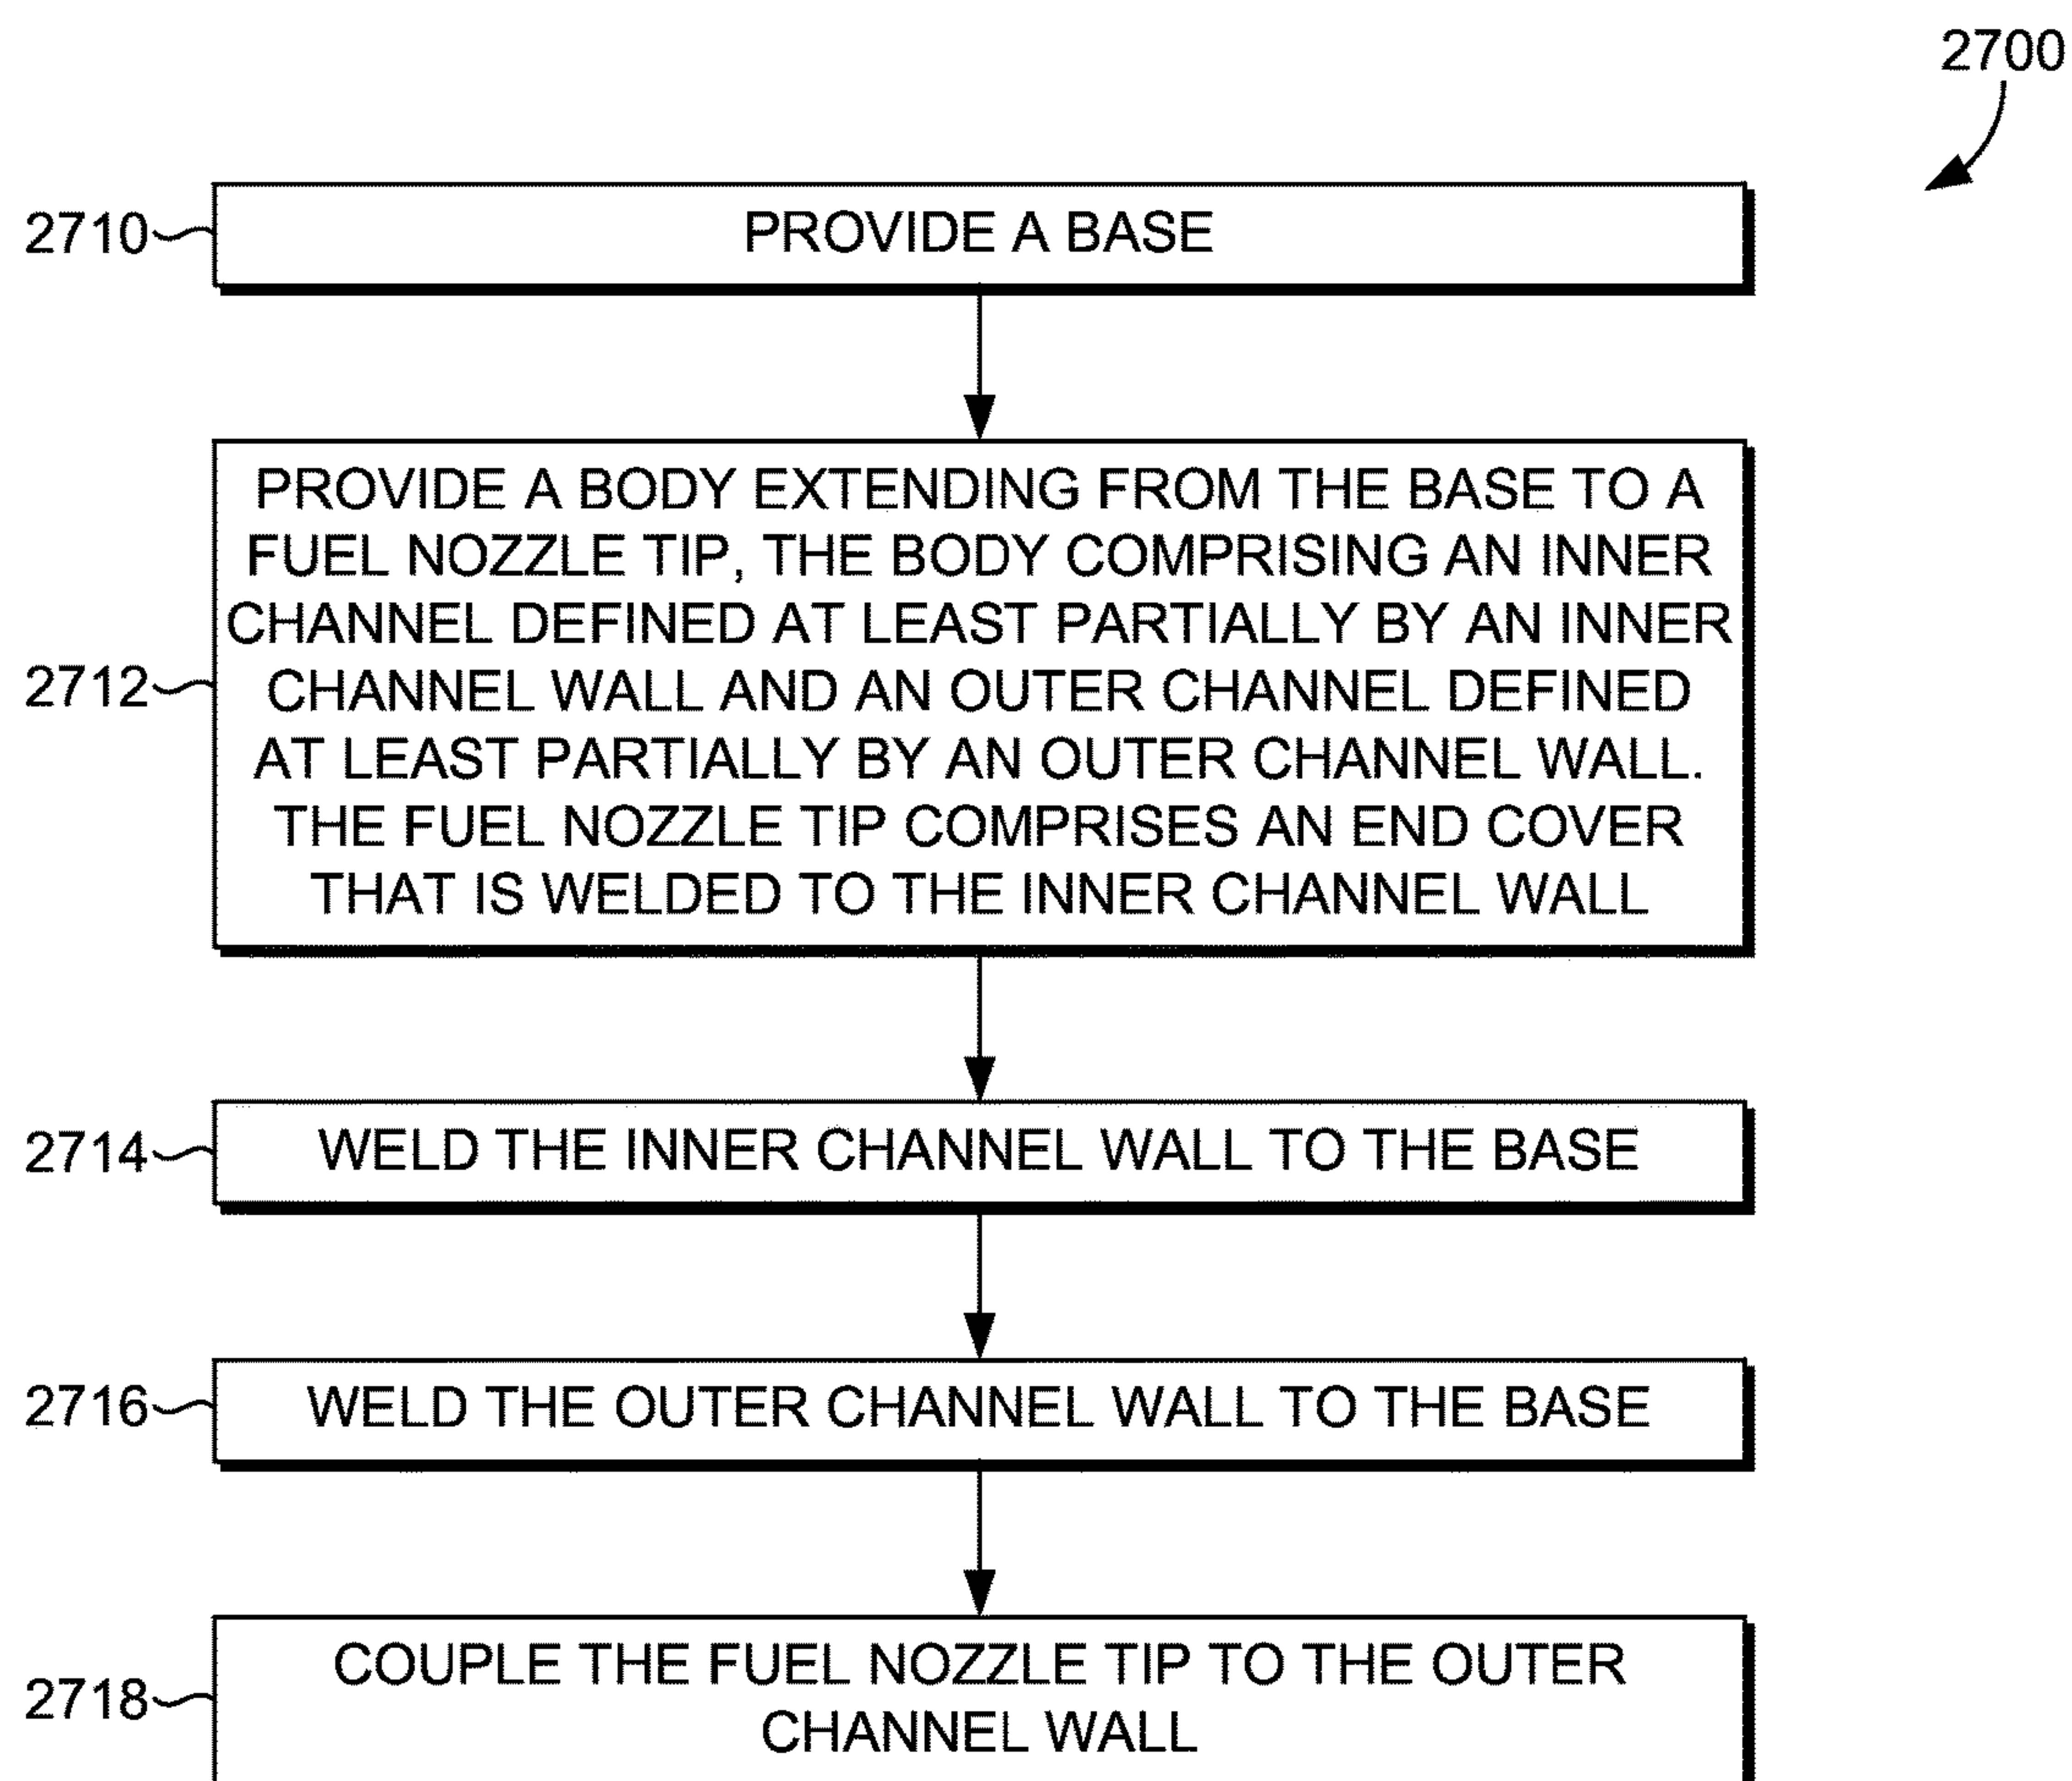 2700
2710
PROVIDE A BASE
PROVIDE A BODY EXTENDING FROM THE BASE TO A
FUEL NOZZLE TIP, THE BODY COMPRISING AN INNER
CHANNEL DEFINED AT LEAST PARTIALLY BY AN INNER
2712
CHANNEL WALL AND AN OUTER CHANNEL DEFINED
AT LEAST PARTIALLY BY AN OUTER CHANNEL WALL.
THE FUEL NOZZLE TIP COMPRISES AN END COVER
THAT IS WELDED TO THE INNER CHANNEL WALL
2714
WELD THE INNER CHANNEL WALL TO THE BASE
2716
WELD THE OUTER CHANNEL WALL TO THE BASE
2718
COUPLE THE FUEL NOZZLE TIP TO THE OUTER
CHANNEL WALL